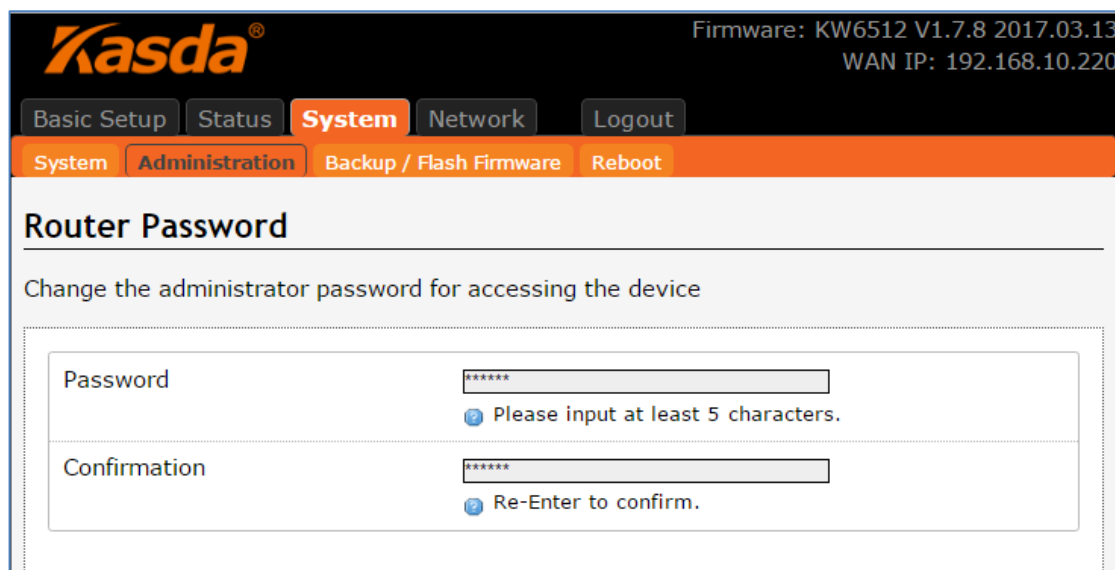 Kasda®
Firmware: KW6512 V1.7.8 2017.03.13
WAN IP: 192.168.10.220
Basic Setup Status System Network Logout
System Administration Backup / Flash Firmware Reboot
Router Password
Change the administrator password for accessing the device
Password ******
Please input at least 5 characters.
Confirmation ******
Re-Enter to confirm.